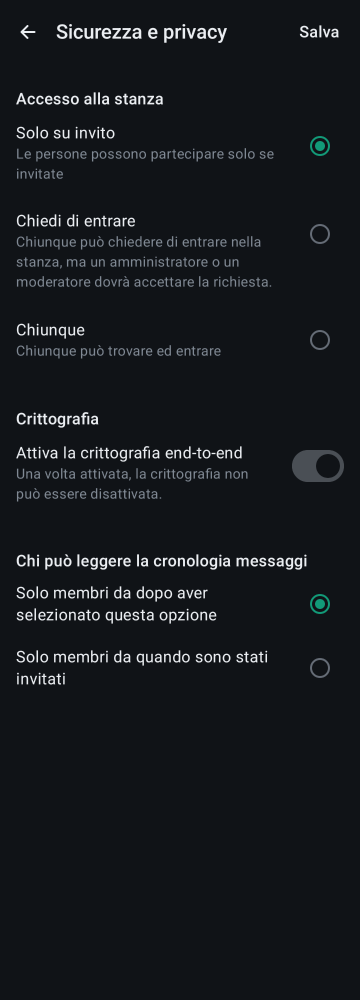 Sicurezza e privacy
Salva
Accesso alla stanza
Solo su invito
Le persone possono partecipare solo se
invitate
Chiedi di entrare
Chiunque può chiedere di entrare nella
stanza, ma un amministratore o un
moderatore dovrà accettare la richiesta.
Chiunque
Chiunque può trovare ed entrare
Crittografia
Attiva la crittografia end-to-end
Una volta attivata, la crittografia non
può essere disattivata.
Chi può leggere la cronologia messaggi
Solo membri da dopo aver
selezionato questa opzione
Solo membri da quando sono stati
invitati